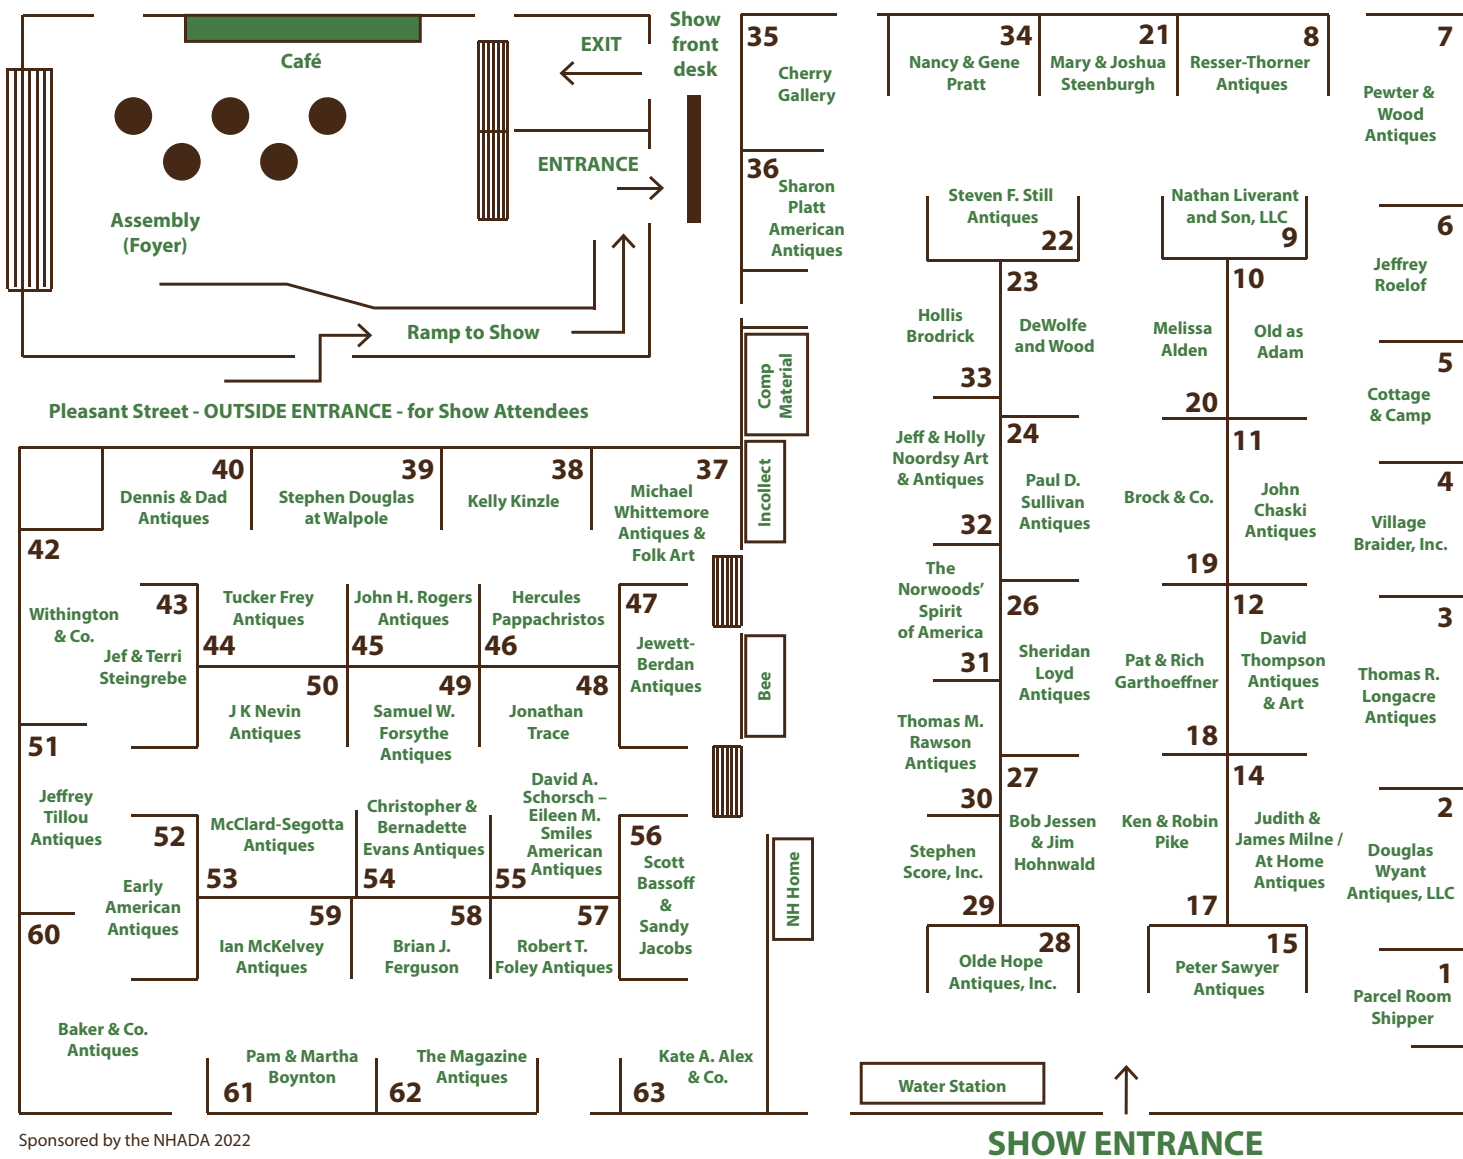 Show
front
desk
EXIT
Café
ENTRANCE
Assembly
(Foyer)
Ramp to Show
Pleasant Street - OUTSIDE ENTRANCE - for Show Attendees
35
Cherry
Gallery
36
Sharon
Platt
American
Antiques
34
Nancy & Gene
Pratt
21
Mary & Joshua
Steenburgh
8
Resser-Thorner
Antiques
7
Pewter &
Wood
Antiques
6
Jeffrey
Roelof
5
Cottage
& Camp
4
Village
Braider, Inc.
3
Thomas R.
Longacre
Antiques
2
Douglas
Wyant
Antiques, LLC
1
Parcel Room
Shipper
Steven F. Still
Antiques
22
Nathan Liverant
and Son, LLC
9
23
DeWolfe
and Wood
Hollis
Brodrick
33
10
Old as
Adam
Melissa
Alden
20
Jeff & Holly
Noordsy Art
& Antiques
32
24
Paul D.
Sullivan
Antiques
Brock & Co.
19
11
John
Chaski
Antiques
The
Norwoods’
Spirit
of America
31
26
Sheridan
Loyd
Antiques
Pat & Rich
Garthoeffner
18
12
David
Thompson
Antiques
& Art
Thomas M.
Rawson
Antiques
30
27
Bob Jessen
& Jim
Hohnwald
Ken & Robin
Pike
17
14
Judith &
James Milne /
At Home
Antiques
Stephen
Score, Inc.
29
28
Olde Hope
Antiques, Inc.
15
Peter Sawyer
Antiques
Comp
Material
Incollect
Bee
NH Home
40
Dennis & Dad
Antiques
39
Stephen Douglas
at Walpole
38
Kelly Kinzle
37
Michael
Whittemore
Antiques &
Folk Art
42
Withington
& Co.
43
Jef & Terri
Steingrebe
Tucker Frey
Antiques
44
John H. Rogers
Antiques
45
Hercules
Pappachristos
46
47
Jewett-
Berdan
Antiques
50
J K Nevin
Antiques
49
Samuel W.
Forsythe
Antiques
48
Jonathan
Trace
51
Jeffrey
Tillou
Antiques
52
Early
American
Antiques
McClard-Segotta
Antiques
53
Christopher &
Bernadette
Evans Antiques
54
David A.
Schorsch –
Eileen M.
Smiles
American
Antiques
55
56
Scott
Bassoff
&
Sandy
Jacobs
59
Ian McKelvey
Antiques
58
Brian J.
Ferguson
57
Robert T.
Foley Antiques
60
Baker & Co.
Antiques
Pam & Martha
Boynton
61
The Magazine
Antiques
62
Kate A. Alex
& Co.
63
Water Station
Sponsored by the NHADA 2022
SHOW ENTRANCE